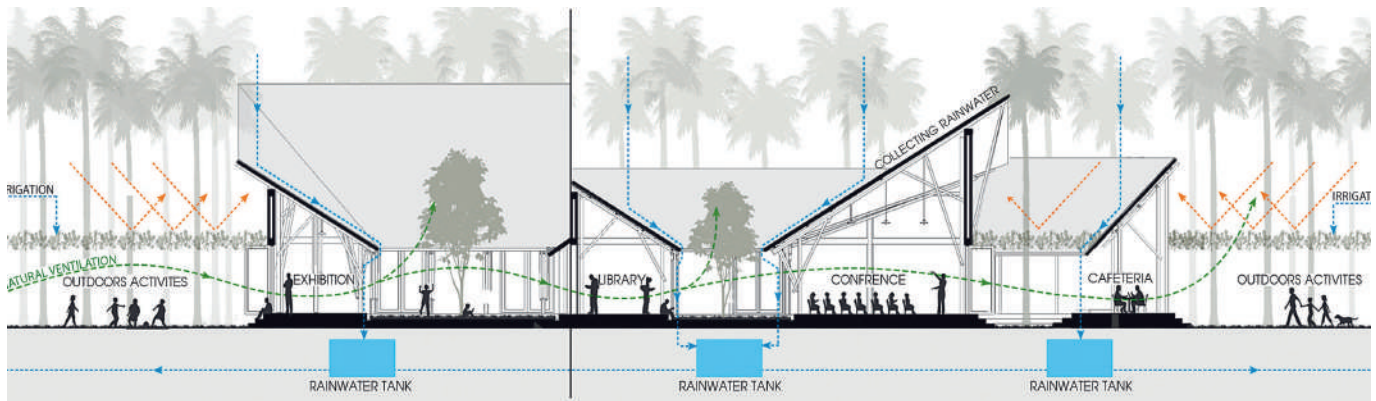 COLLECTING RAINWATER
RRIGATION
IRRIGAT
NATURAL VENTILATION
OUTDOORS ACTIVITES
EXHIBITION
LIBRARY
CONFRENCE
CAFETERIA
OUTDOORS ACTIVITES
RAINWATER TANK
RAINWATER TANK
RAINWATER TANK